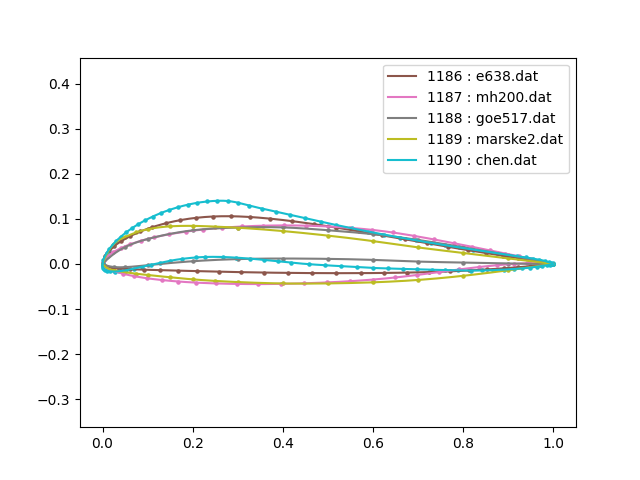 0.4
0.3
0.2
0.1
0.0
−0.1
−0.2
−0.3
0.0 0.2 0.4 0.6 0.8 1.0
1186 : e638.dat
1187 : mh200.dat
1188 : goe517.dat
1189 : marske2.dat
1190 : chen.dat